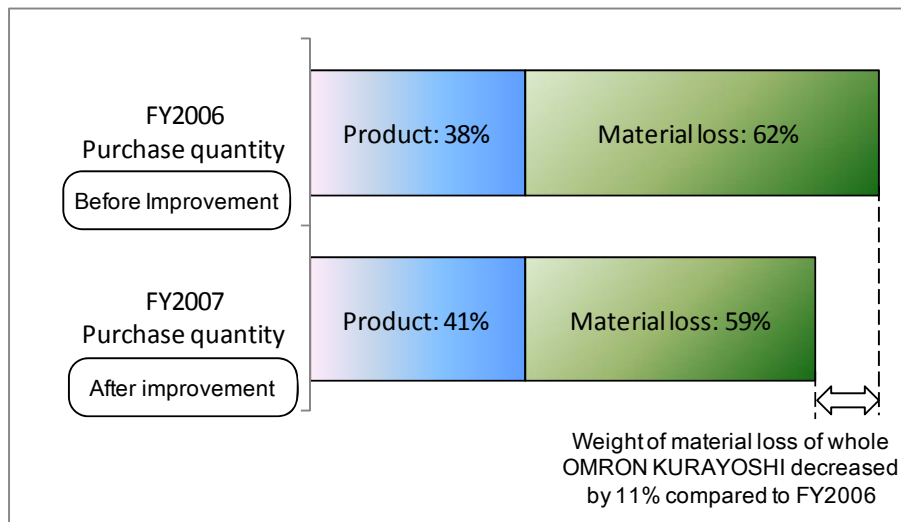 FY2006
Purchase quantity
Before Improvement
Product: 38%
Material loss: 62%
FY2007
Purchase quantity
After improvement
Product: 41%
Material loss: 59%
Weight of material loss of whole
OMRON KURAYOSHI decreased
by 11% compared to FY2006